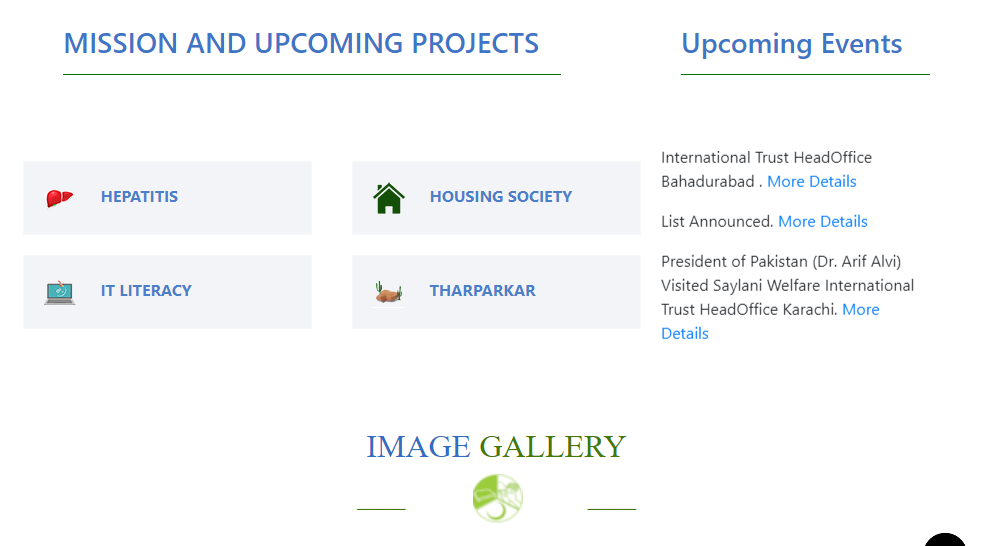 MISSION AND UPCOMING PROJECTS
HEPATITIS
HOUSING SOCIETY
IT LITERACY
THARPARKAR
Upcoming Events
International Trust HeadOffice
Bahadurabad . More Details
List Announced. More Details
President of Pakistan (Dr. Arif Alvi)
Visited Saylani Welfare International
Trust HeadOffice Karachi. More
Details
IMAGE GALLERY